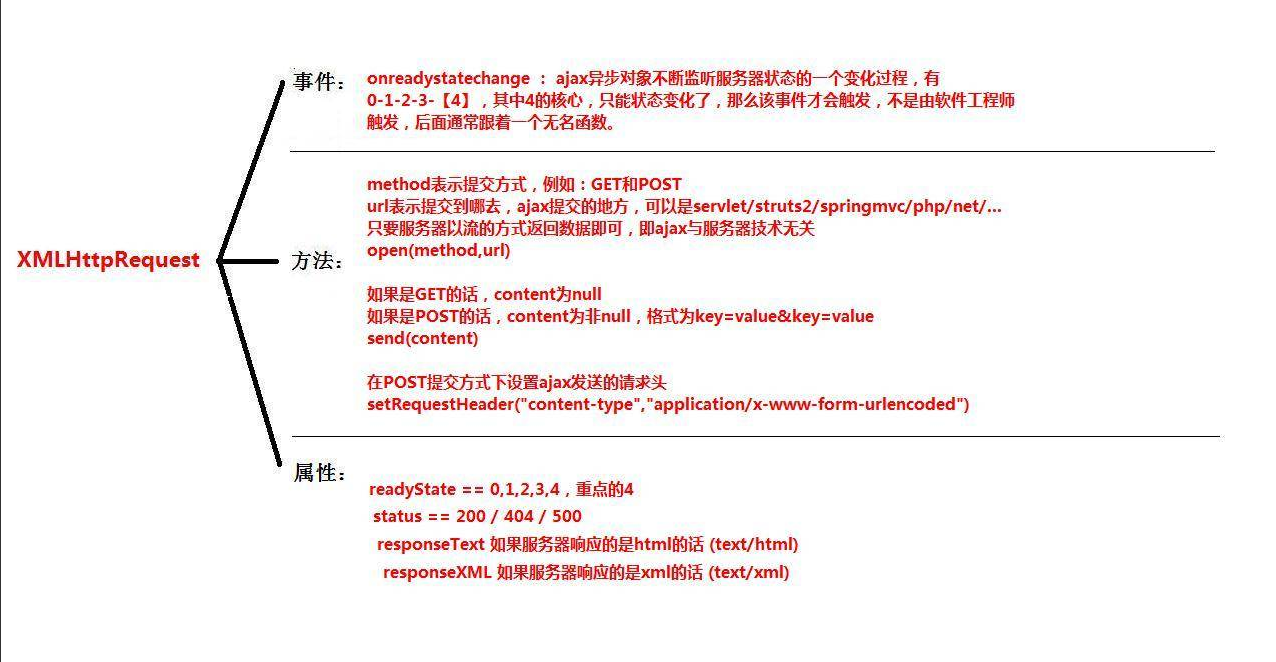 XMLHttpRequest
事件：
onreadystatechange ： ajax异步对象不断监听服务器状态的一个变化过程，有
0-1-2-3-【4】，其中4的核心，只能状态变化了，那么该事件才会触发，不是由软件工程师
触发，后面通常跟着一个无名函数。
方法：
method表示提交方式，例如：GET和POST
url表示提交到哪去，ajax提交的地方，可以是servlet/struts2/springmvc/php/net/...
只要服务器以流的方式返回数据即可，即ajax与服务器技术无关
open(method,url)
如果是GET的话，content为null
如果是POST的话，content为非null，格式为key=value&key=value
send(content)
在POST提交方式下设置ajax发送的请求头
setRequestHeader("content-type","application/x-www-form-urlencoded")
属性：
readyState == 0,1,2,3,4，重点的4
status == 200 / 404 / 500
responseText 如果服务器响应的是html的话 (text/html)
responseXML 如果服务器响应的是xml的话 (text/xml)